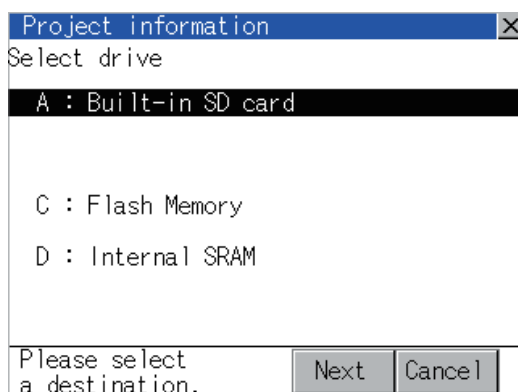 Project information
Select drive
A : Built-in SD card
C : Flash Memory
D : Internal SRAM
Please select
a destination.
Next
Cancel